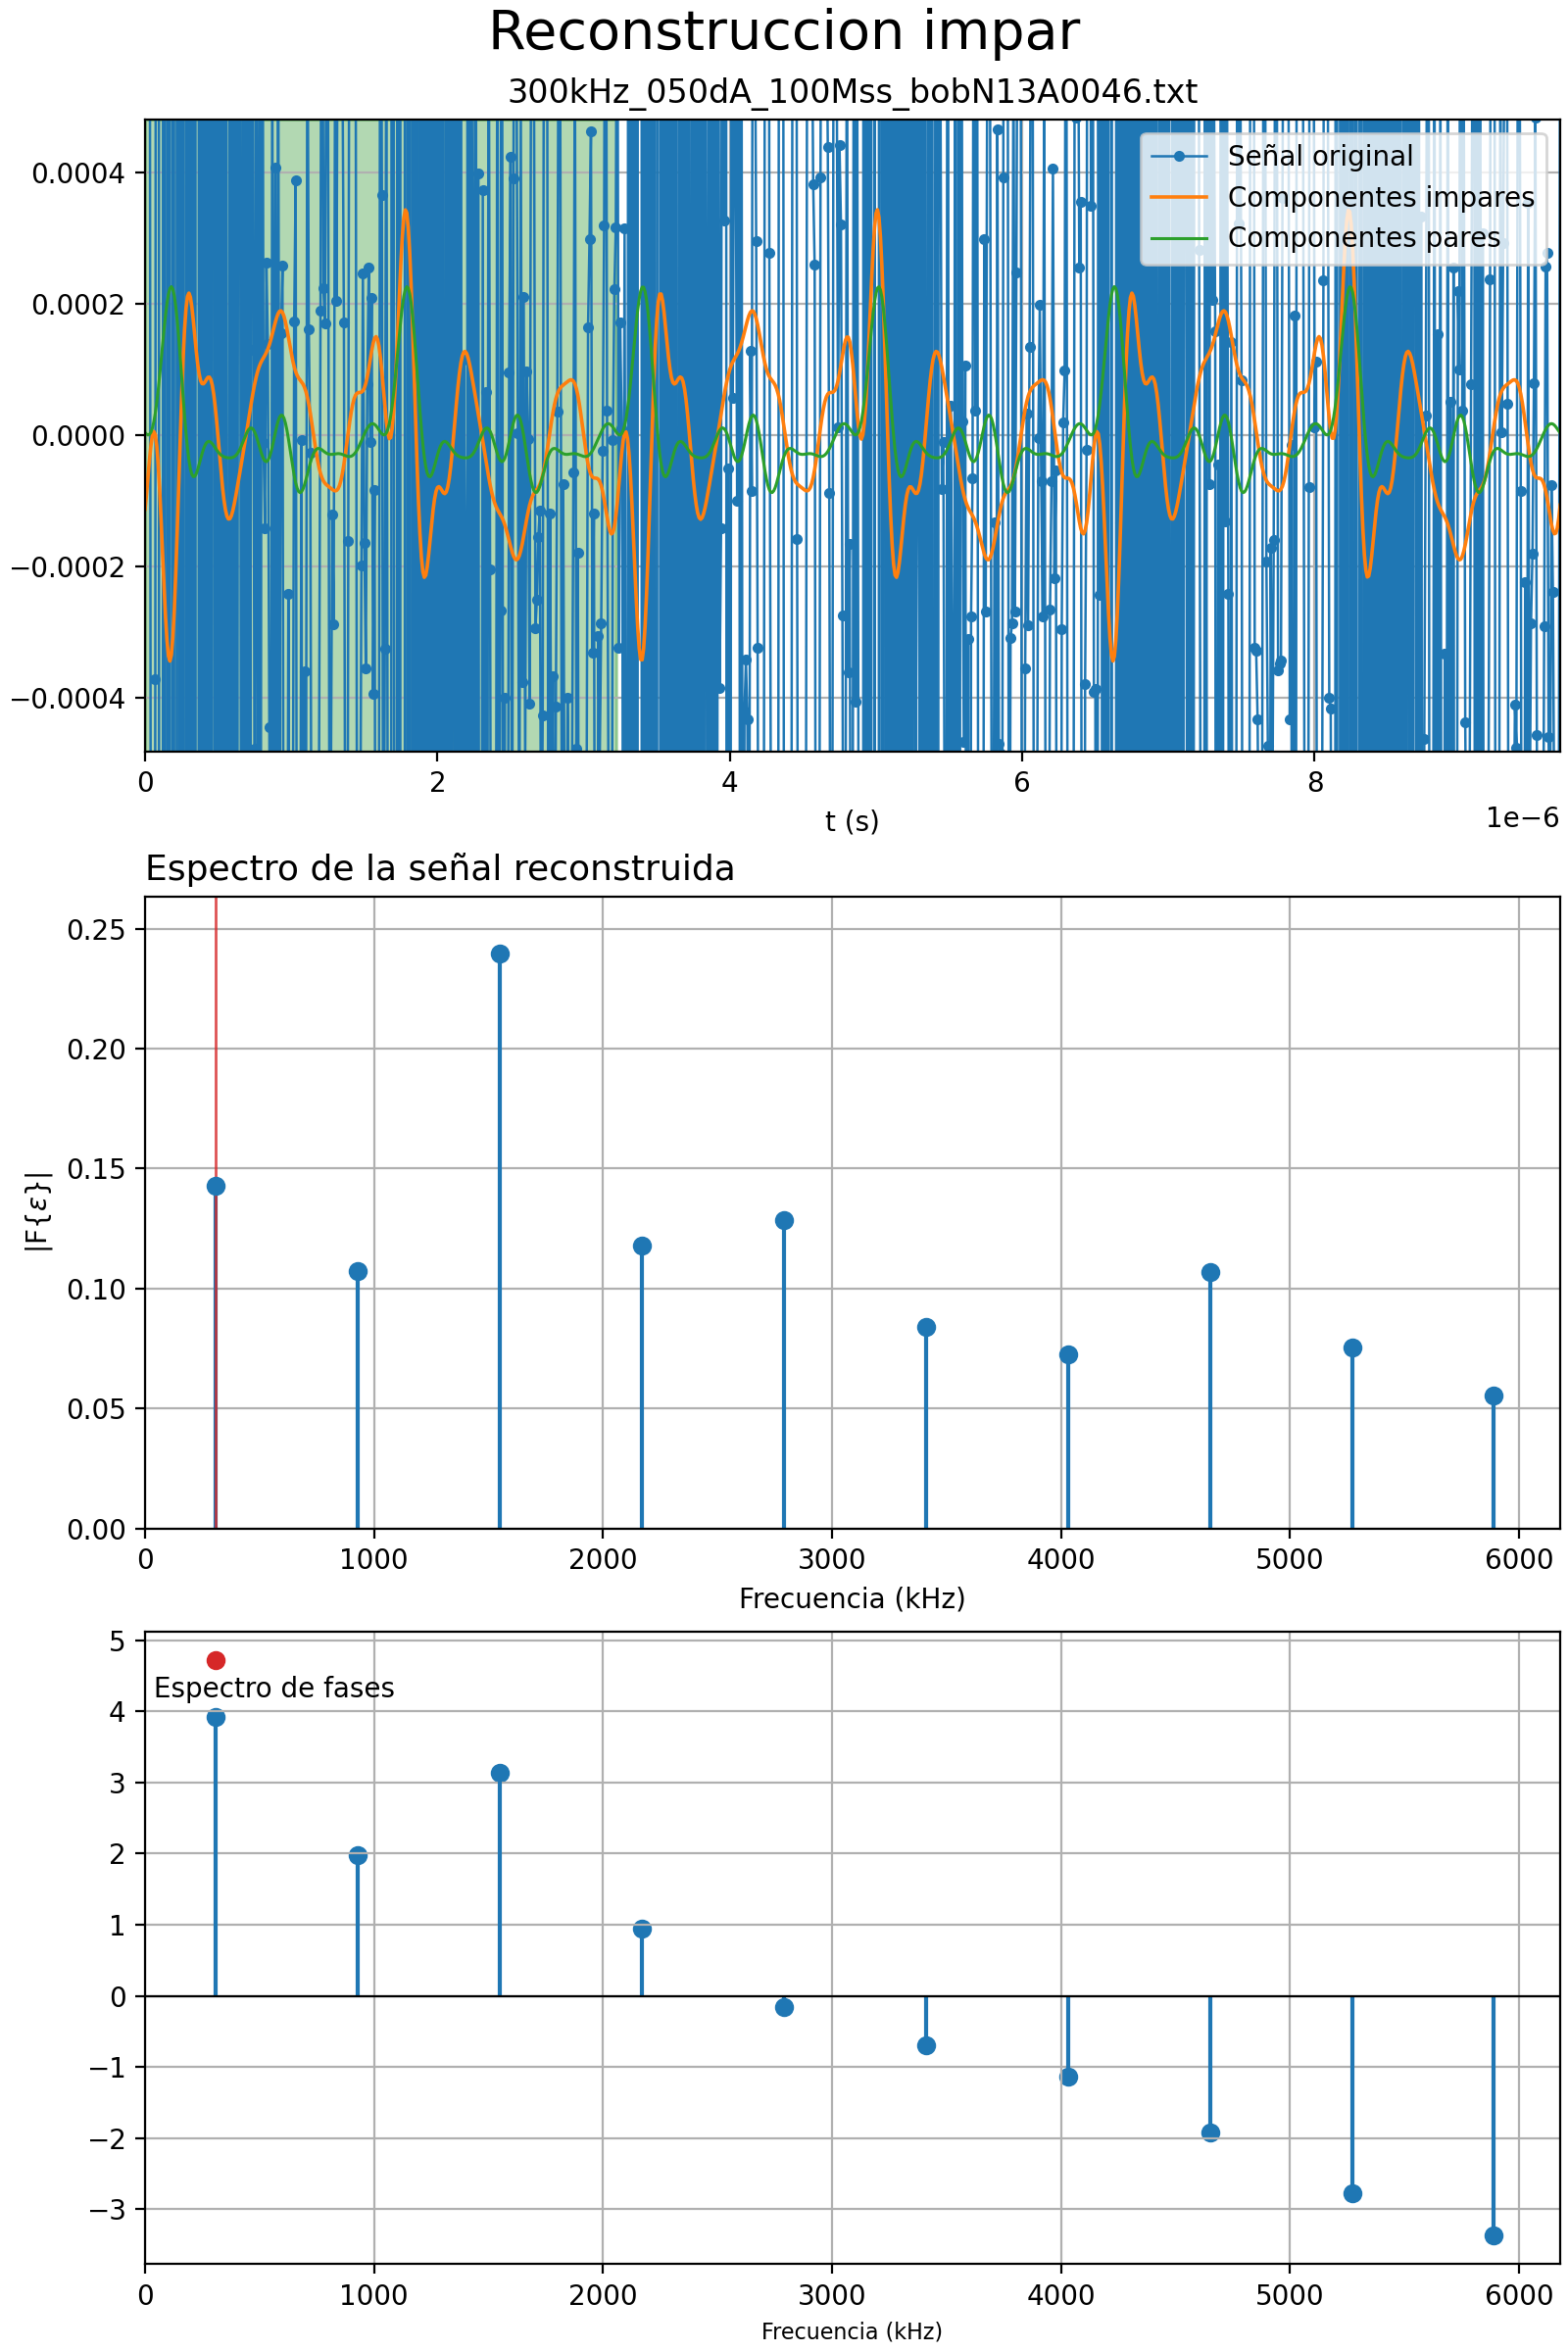 Reconstruccion impar
300kHz_050dA_100Mss_bobN13A0046.txt
Señal original
Componentes impares
Componentes pares
0.0004
0.0002
0.0000
−0.0002
−0.0004
0 2 4 6 8
t (s)
1e−6
Espectro de la señal reconstruida
0.25
0.20
0.15
0.10
0.05
0.00
|F{ε}|
0 1000 2000 3000 4000 5000 6000
Frecuencia (kHz)
5
Espectro de fases
4
3
2
1
0
−1
−2
−3
0 1000 2000 3000 4000 5000 6000
Frecuencia (kHz)